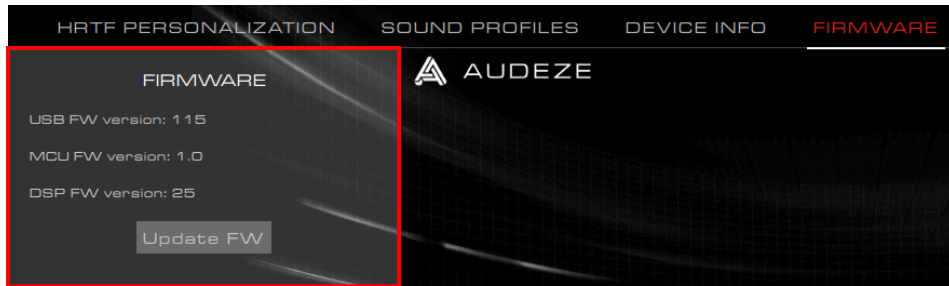 HRTF PERSONALIZATION SOUND PROFILES DEVICE INFO FIRMWARE
FIRMWARE
USB FW version: 115
MCU FW version: 1.0
DSP FW version: 25
Update FW
AUDEZE